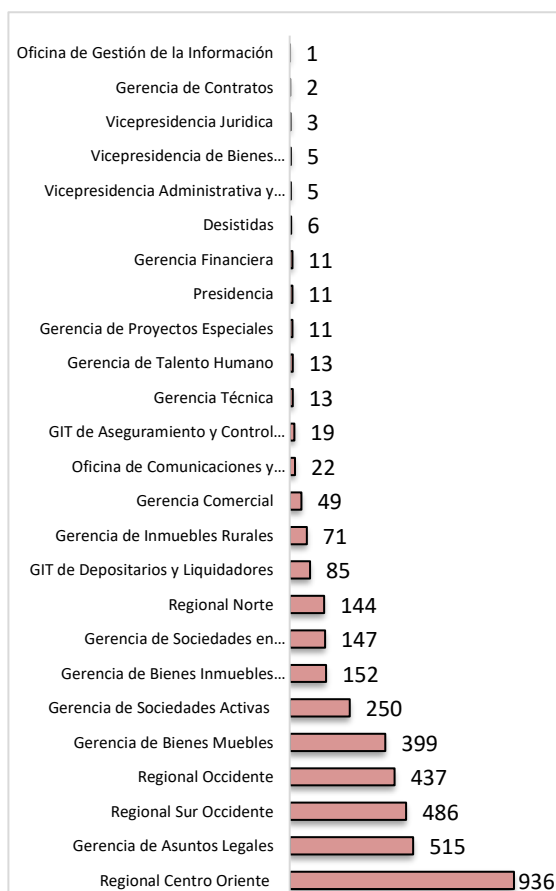 Oficina de Gestión de la Información 1
Gerencia de Contratos 2
Vicepresidencia Juridica 3
Vicepresidencia de Bienes... 5
Vicepresidencia Administrativa y... 5
Desistidas 6
Gerencia Financiera 11
Presidencia 11
Gerencia de Proyectos Especiales 11
Gerencia de Talento Humano 13
Gerencia Técnica 13
GIT de Aseguramiento y Control... 19
Oficina de Comunicaciones y... 22
Gerencia Comercial 49
Gerencia de Inmuebles Rurales 71
GIT de Depositarios y Liquidadores 85
Regional Norte 144
Gerencia de Sociedades en... 147
Gerencia de Bienes Inmuebles... 152
Gerencia de Sociedades Activas 250
Gerencia de Bienes Muebles 399
Regional Occidente 437
Regional Sur Occidente 486
Gerencia de Asuntos Legales 515
Regional Centro Oriente 936